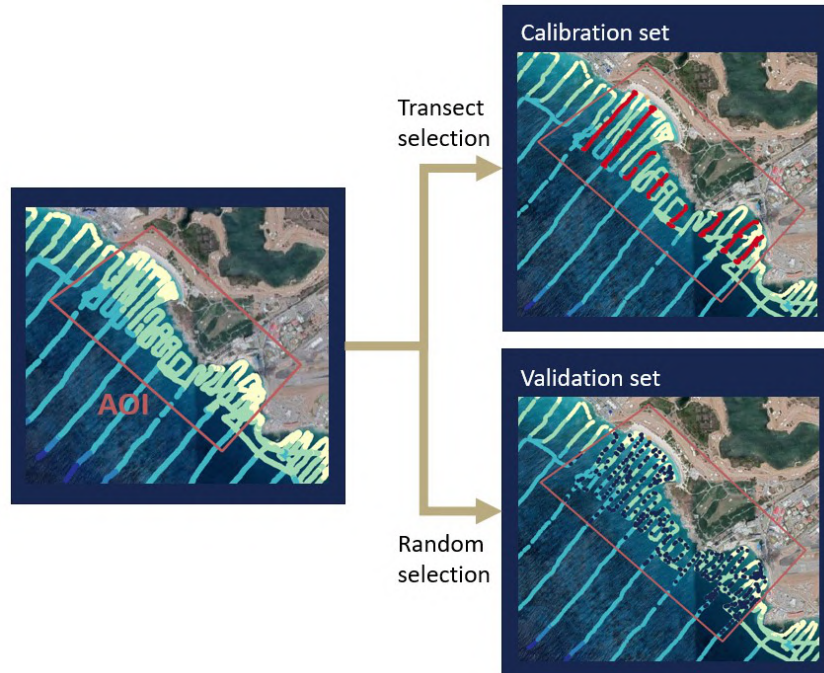 Calibration set
Transect
selection
AOI
Validation set
Random
selection